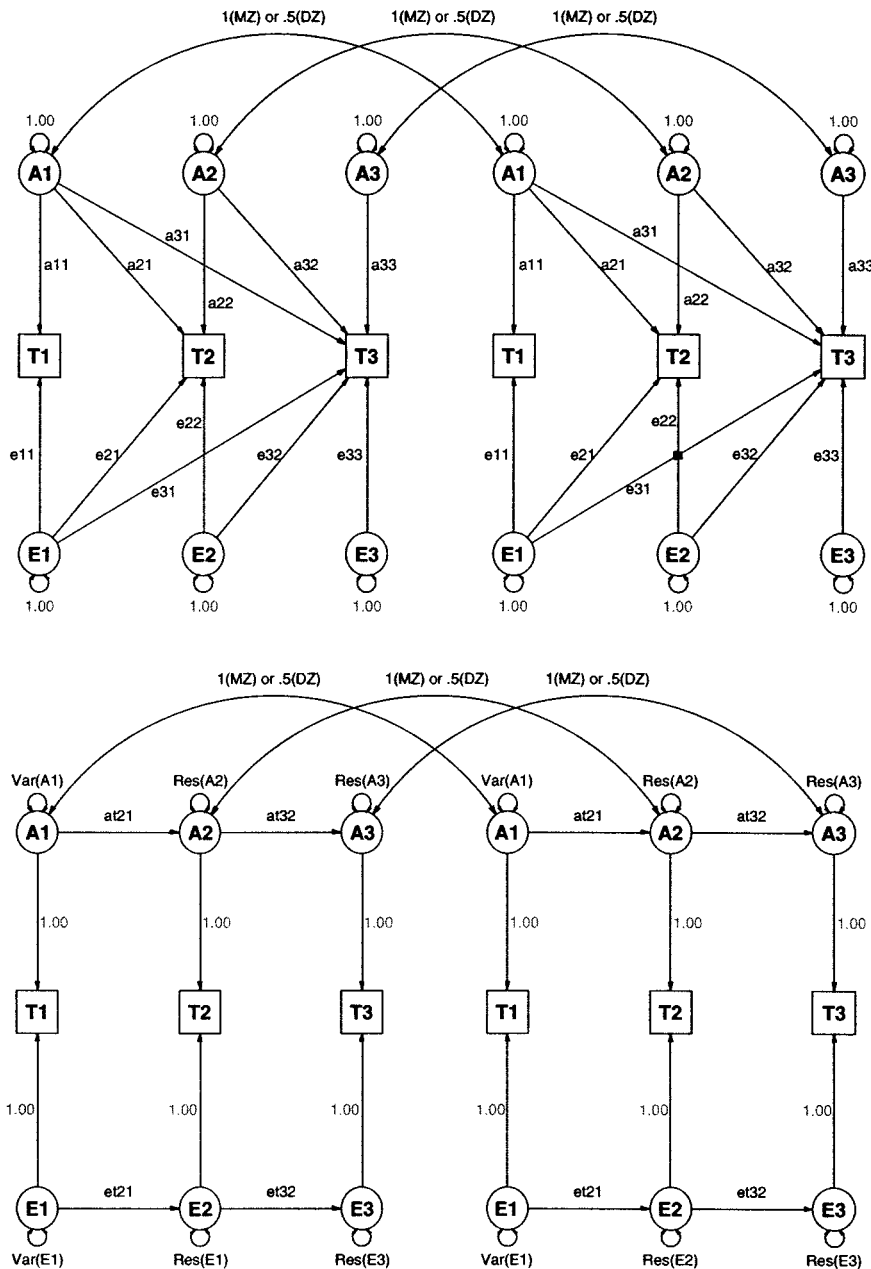 1(MZ) or .5(DZ) 1(MZ) or .5(DZ) 1(MZ) or .5(DZ)
1.00 1.00 1.00 1.00 1.00 1.00
A1 A2 A3 A1 A2 A3
a31 a31
a11 a21 a32 a33 a11 a21 a32 a33
a22 a22
T1 T2 T3 T1 T2 T3
e22 e22
e11 e21 e32 e33 e11 e21 e32 e33
e31 e31
E1 E2 E3 E1 E2 E3
1.00 1.00 1.00 1.00 1.00 1.00
1(MZ) or .5(DZ) 1(MZ) or .5(DZ) 1(MZ) or .5(DZ)
Var(A1) Res(A2) Res(A3) Var(A1) Res(A2) Res(A3)
at21 at32 at21 at32
A1 A2 A3 A1 A2 A3
1.00 1.00 1.00 1.00 1.00 1.00
T1 T2 T3 T1 T2 T3
1.00 1.00 1.00 1.00 1.00 1.00
et21 et32 et21 et32
E1 E2 E3 E1 E2 E3
Var(E1) Res(E1) Res(E3) Var(E1) Res(E2) Res(E3)